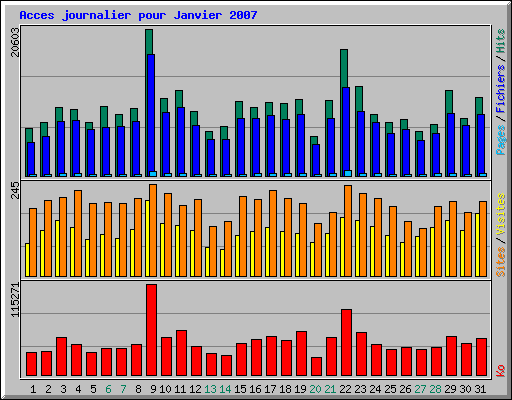 Acces journalier pour Janvier 2007
20603
Pages / Fichiers / Hits
245
Sites / Visites
115271
Ko
1 2 3 4 5 6 7 8 9 10 11 12 13 14 15 16 17 18 19 20 21 22 23 24 25 26 27 28 29 30 31